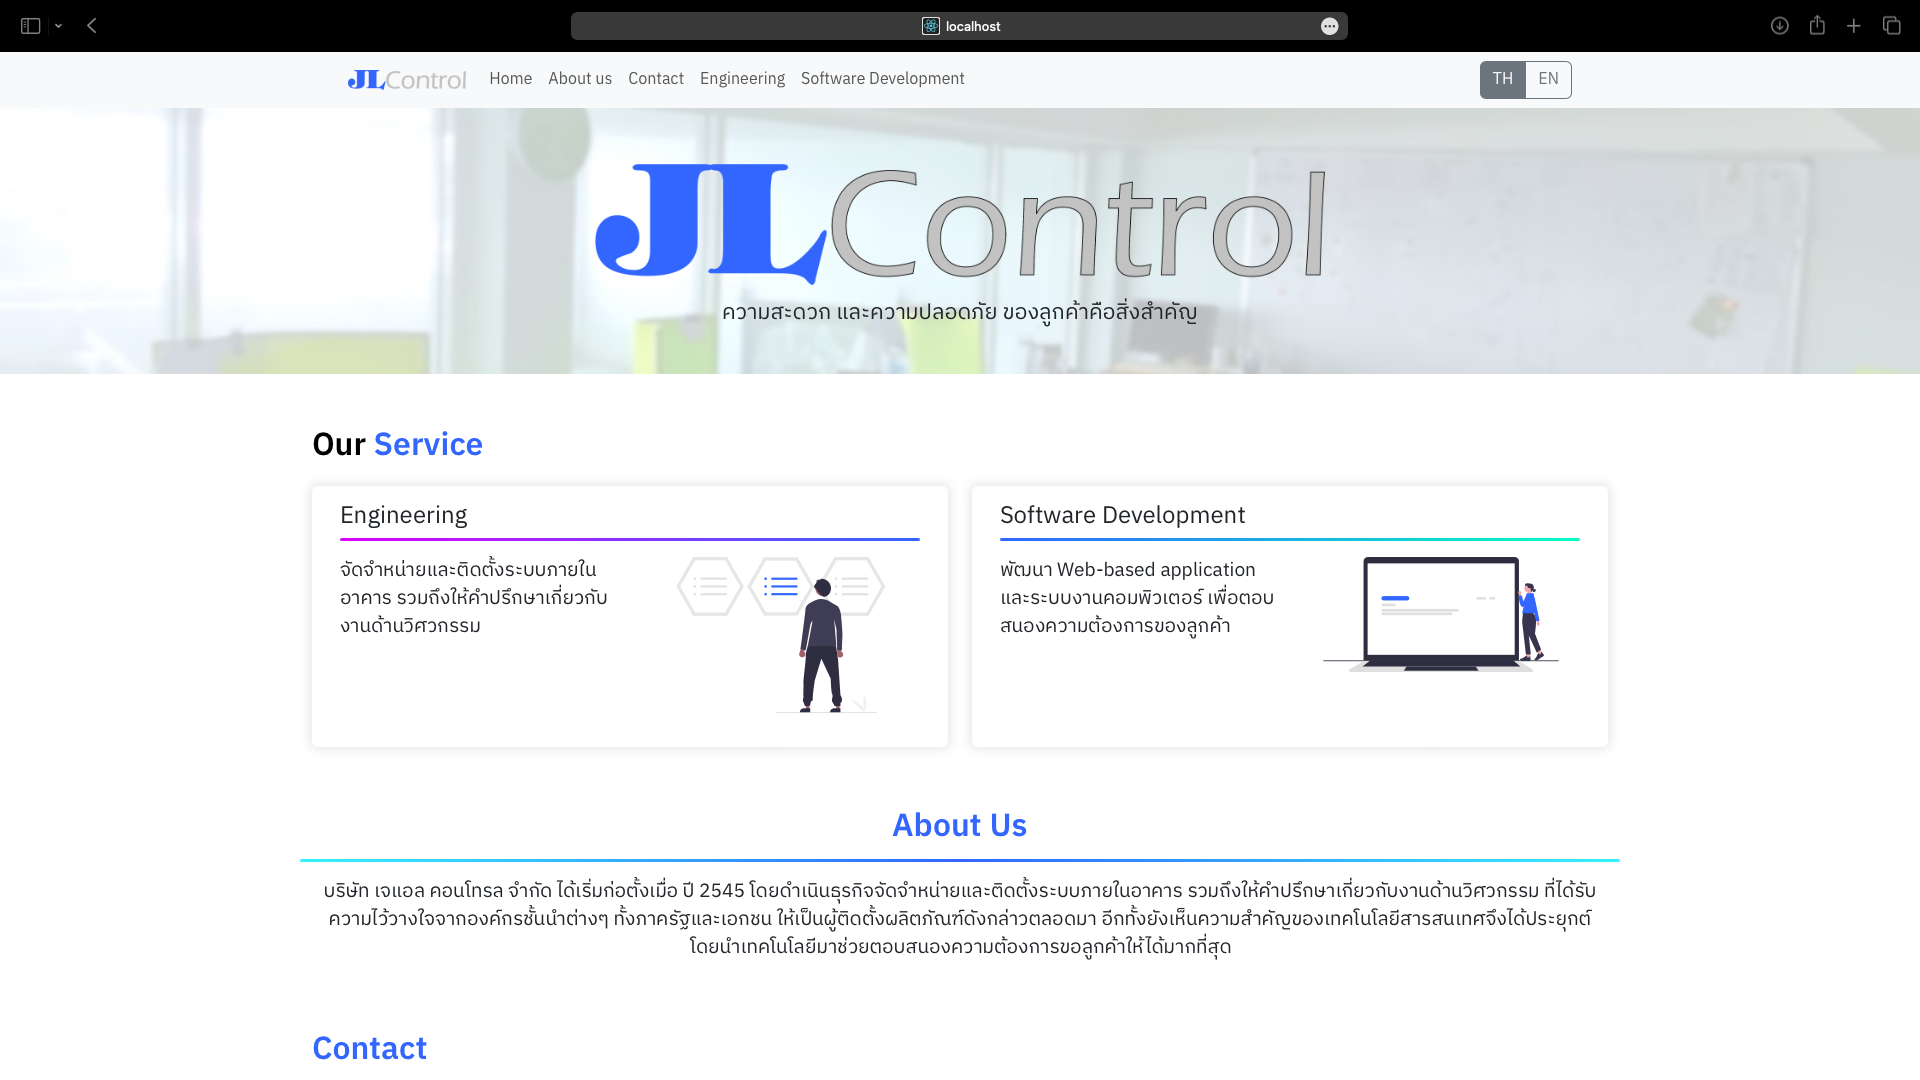 localhost
JLControl
Home
About us
Contact
Engineering
Software Development
TH
EN
JLControl
ความสะดวก และความปลอดภัย ของลูกค้าคือสิ่งสำคัญ
Our Service
Engineering
จัดจำหน่ายและติดตั้งระบบภายใน
อาคาร รวมถึงให้คำปรึกษาเกี่ยวกับ
งานด้านวิศวกรรม
Software Development
พัฒนา Web-based application
และระบบงานคอมพิวเตอร์ เพื่อตอบ
สนองความต้องการของลูกค้า
About Us
บริษัท เจแอล คอนโทรล จำกัด ได้เริ่มก่อตั้งเมื่อ ปี 2545 โดยดำเนินธุรกิจจัดจำหน่ายและติดตั้งระบบภายในอาคาร รวมถึงให้คำปรึกษาเกี่ยวกับงานด้านวิศวกรรม ที่ได้รับ
ความไว้วางใจจากองค์กรชั้นนำต่างๆ ทั้งภาครัฐและเอกชน ให้เป็นผู้ติดตั้งผลิตภัณฑ์ดังกล่าวตลอดมา อีกทั้งยังเห็นความสำคัญของเทคโนโลยีสารสนเทศจึงได้ประยุกต์
โดยนำเทคโนโลยีมาช่วยตอบสนองความต้องการขอลูกค้าให้ได้มากที่สุด
Contact